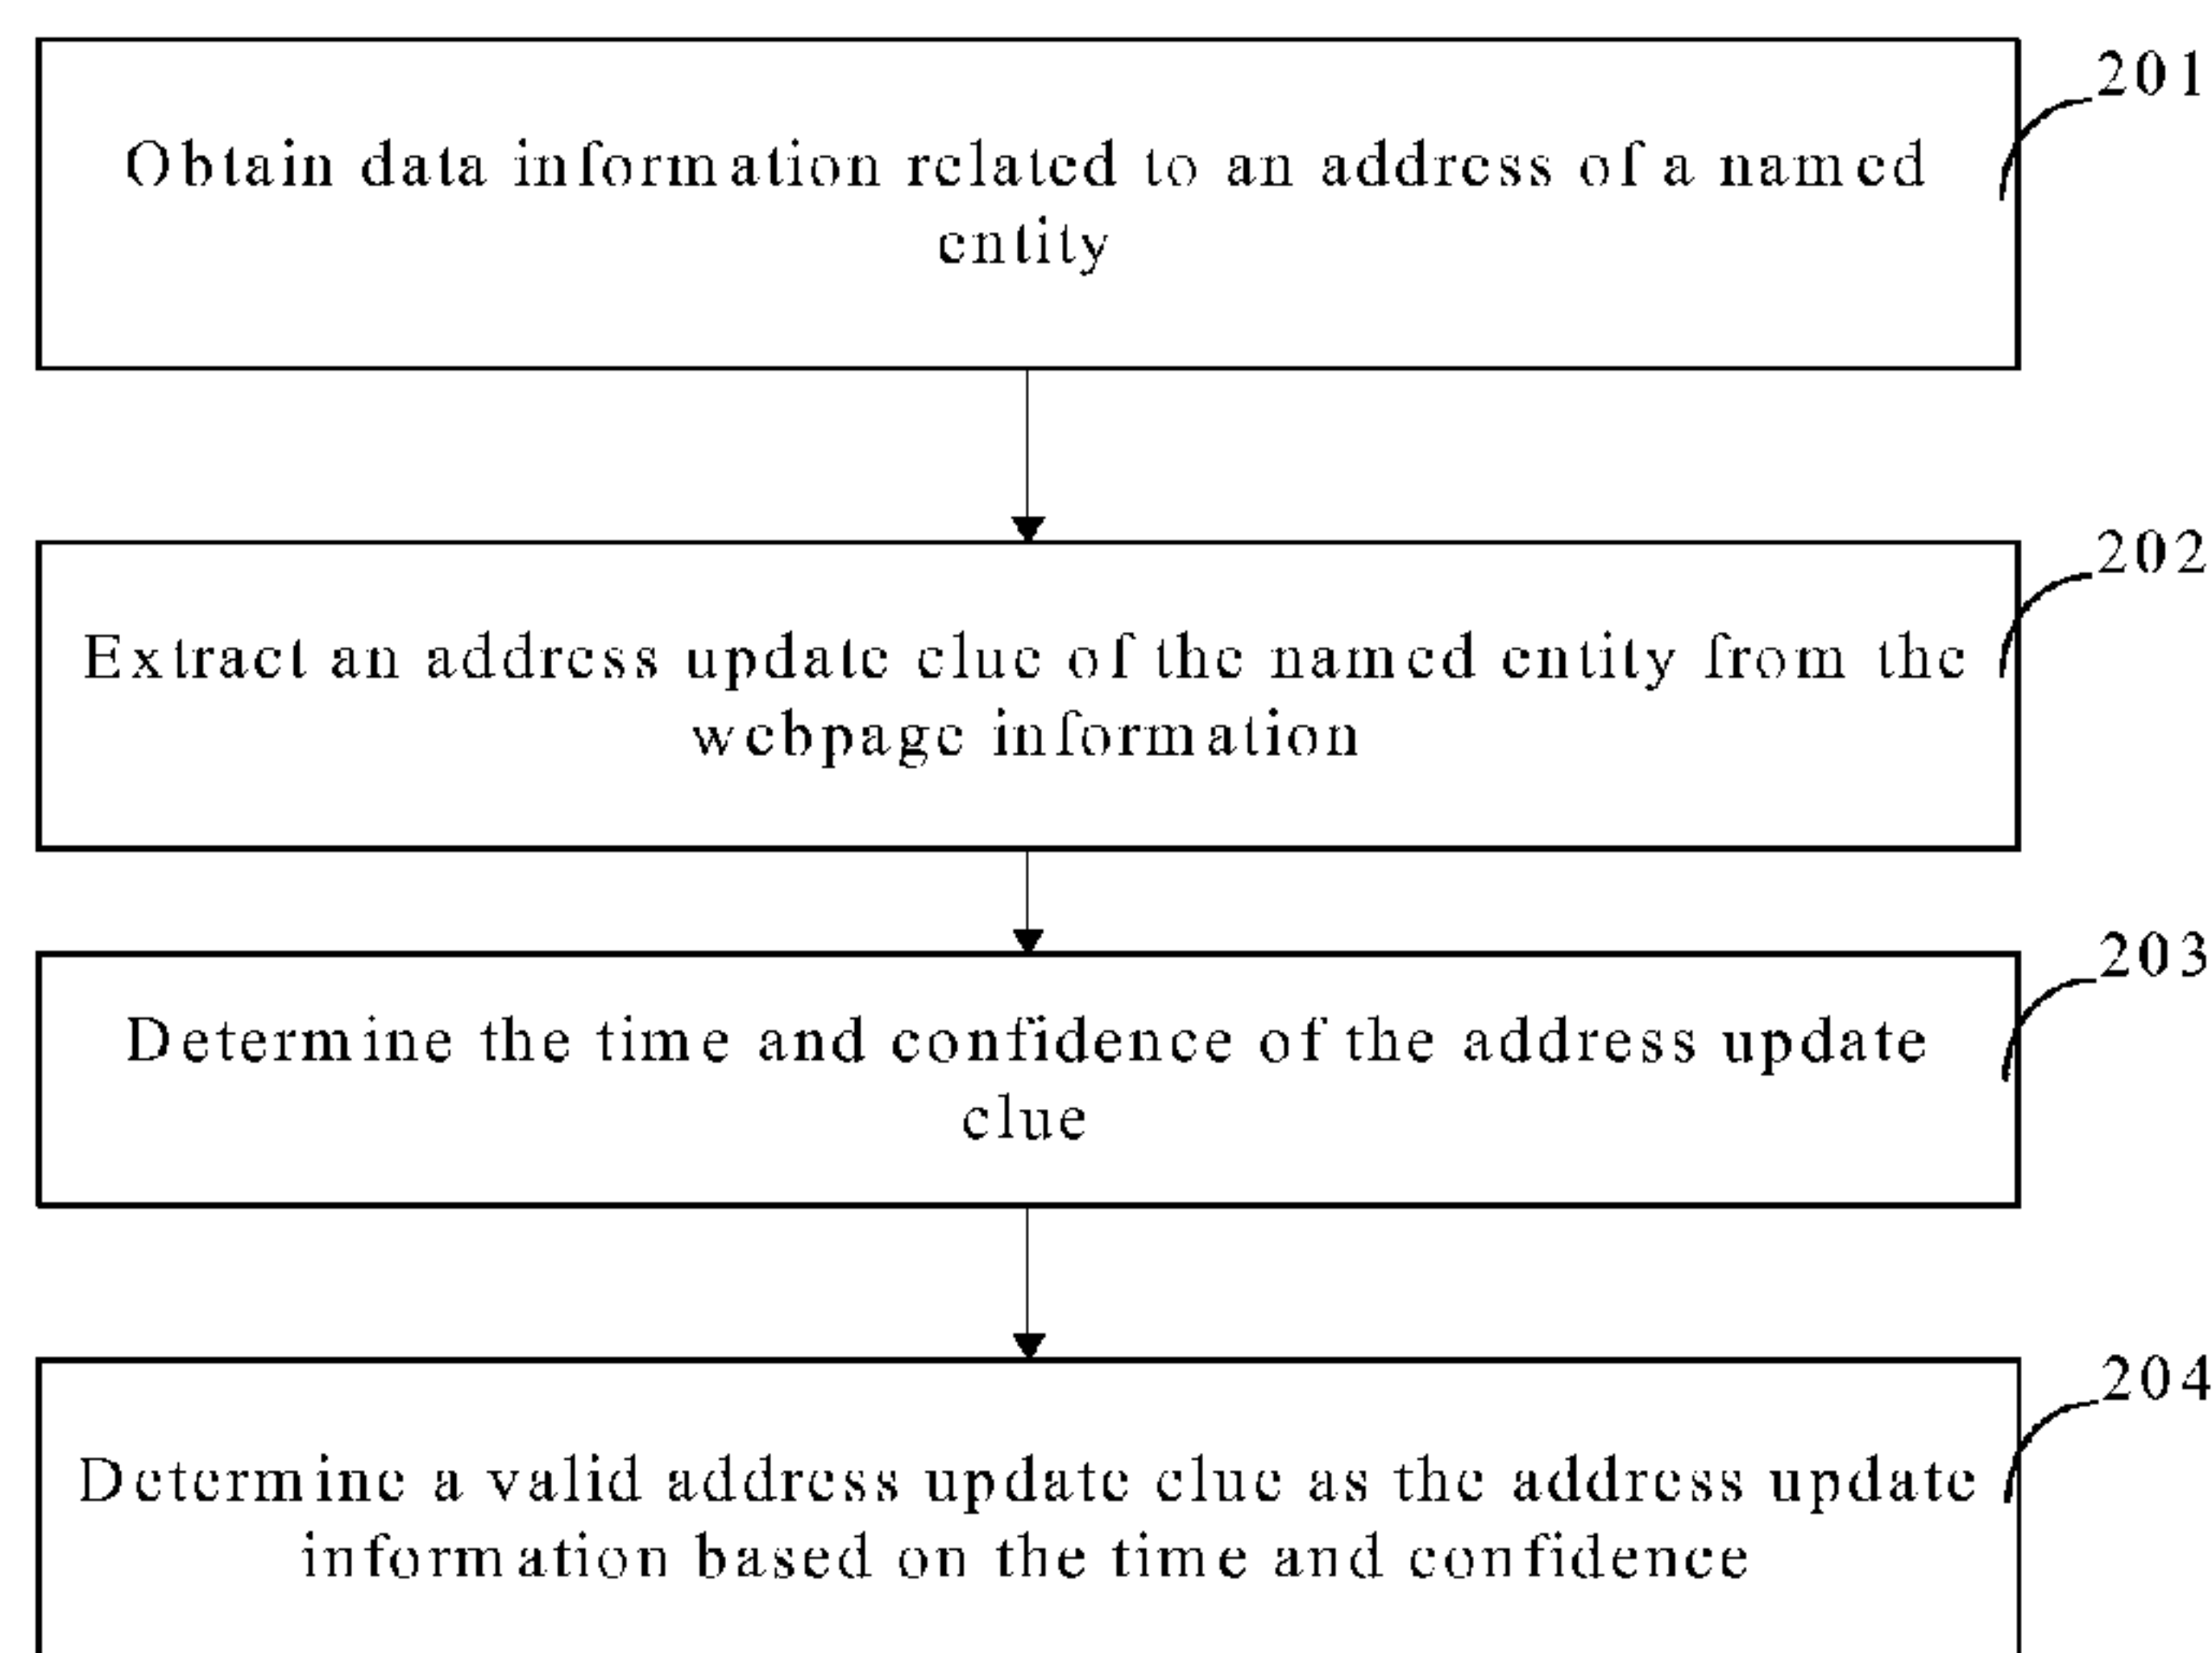 201
Obtain data information related to an address of a named
entity
202
Extract an address update clue of the named entity from the
webpage information
203
Determine the time and confidence of the address update
clue
204
Determine a valid address update clue as the address update
information based on the time and confidence